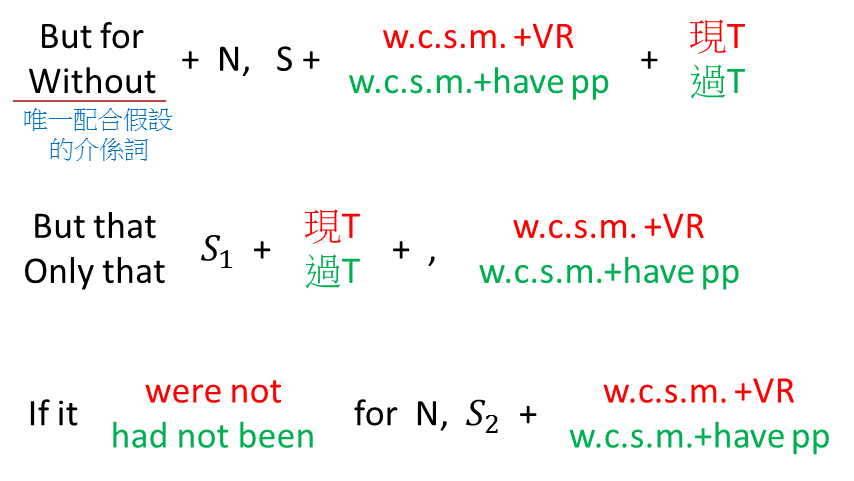 But for
Without
+ N, S +
w.c.s.m. +VR
w.c.s.m.+have pp
+
現T
過T
唯一配合假設
的介係詞
But that
Only that
S₁ +
現T
過T
+ ,
w.c.s.m. +VR
w.c.s.m.+have pp
If it
were not
had not been
for N, S₂ +
w.c.s.m. +VR
w.c.s.m.+have pp